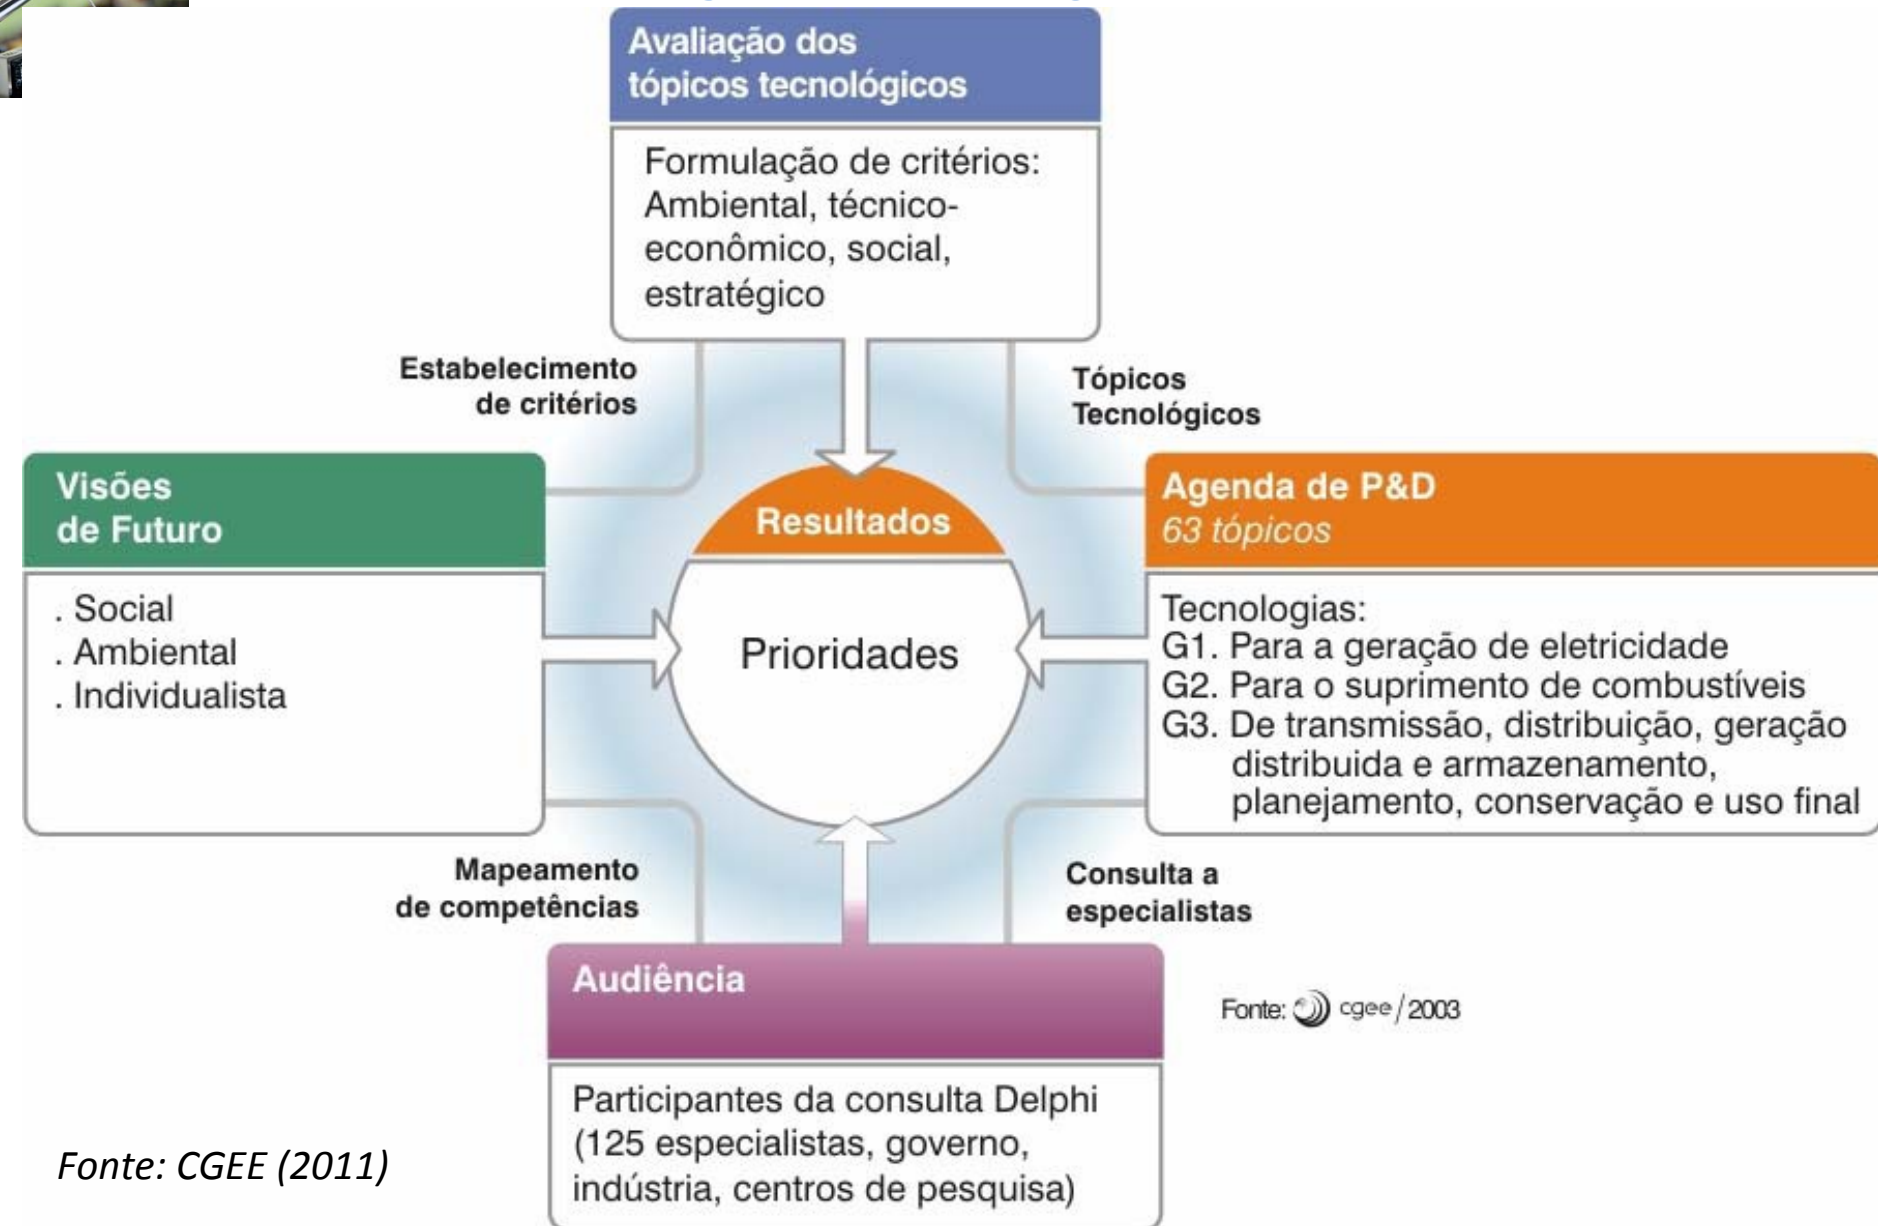 Avaliação dos
tópicos tecnológicos
Formulação de critérios:
Ambiental, técnico-
econômico, social,
estratégico
Estabelecimento
de critérios
Tópicos
Tecnológicos
Visões
de Futuro
. Social
. Ambiental
. Individualista
Resultados
Prioridades
Agenda de P&D
63 tópicos
Tecnologias:
G1. Para a geração de eletricidade
G2. Para o suprimento de combustíveis
G3. De transmissão, distribuição, geração
distribuida e armazenamento,
planejamento, conservação e uso final
Mapeamento
de competências
Consulta a
especialistas
Audiência
Participantes da consulta Delphi
(125 especialistas, governo,
indústria, centros de pesquisa)
Fonte: cgee/2003
Fonte: CGEE (2011)